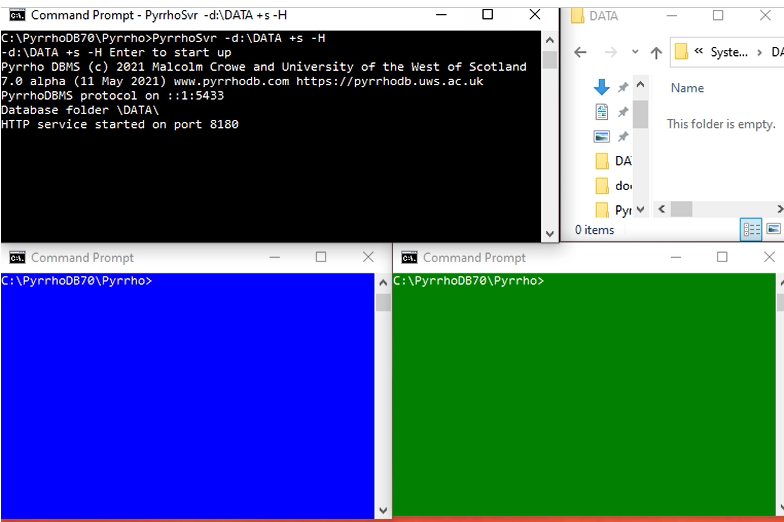 Command Prompt - PyrrhoSvr -d:\DATA +s -H
C:\PyrrhoDB70\Pyrrho>PyrrhoSvr -d:\DATA +s -H
-d:\DATA +s -H Enter to start up
Pyrrho DBMS (c) 2021 Malcolm Crowe and University of the West of Scotland
7.0 alpha (11 May 2021) www.pyrrhodb.com https://pyrrhodb.uws.ac.uk
PyrrhoDBMS protocol on ::1:5433
Database folder \DATA\
HTTP service started on port 8180
DATA
« Syste... > DA
Name
This folder is empty.
DA
do
Pyr
0 items
Command Prompt
C:\PyrrhoDB70\Pyrrho>
Command Prompt
C:\PyrrhoDB70\Pyrrho>